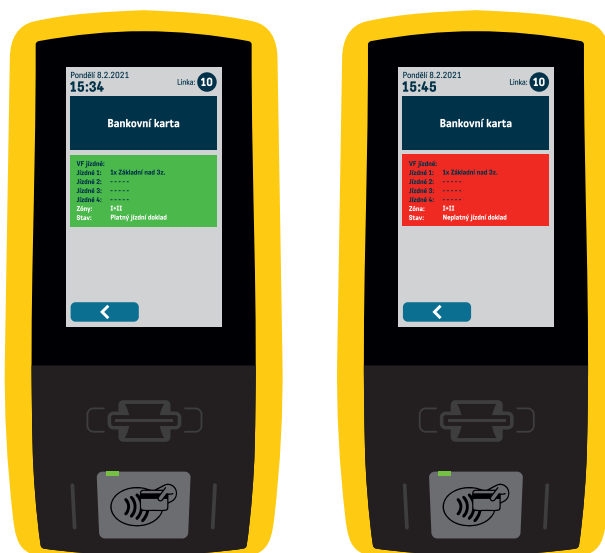 Pondělí 8.2.2021
15:34
Linka: 10
Bankovní karta
VF jízdné:
Jízdné 1: 1x Základní nad 3z.
Jízdné 2: - - - - -
Jízdné 3: - - - - -
Jízdné 4: - - - - -
Zóny: I+II
Stav: Platný jízdní doklad
Pondělí 8.2.2021
15:45
Linka: 10
Bankovní karta
VF jízdné:
Jízdné 1: 1x Základní nad 3z.
Jízdné 2: - - - - -
Jízdné 3: - - - - -
Jízdné 4: - - - - -
Zóna: I+II
Stav: Neplatný jízdní doklad